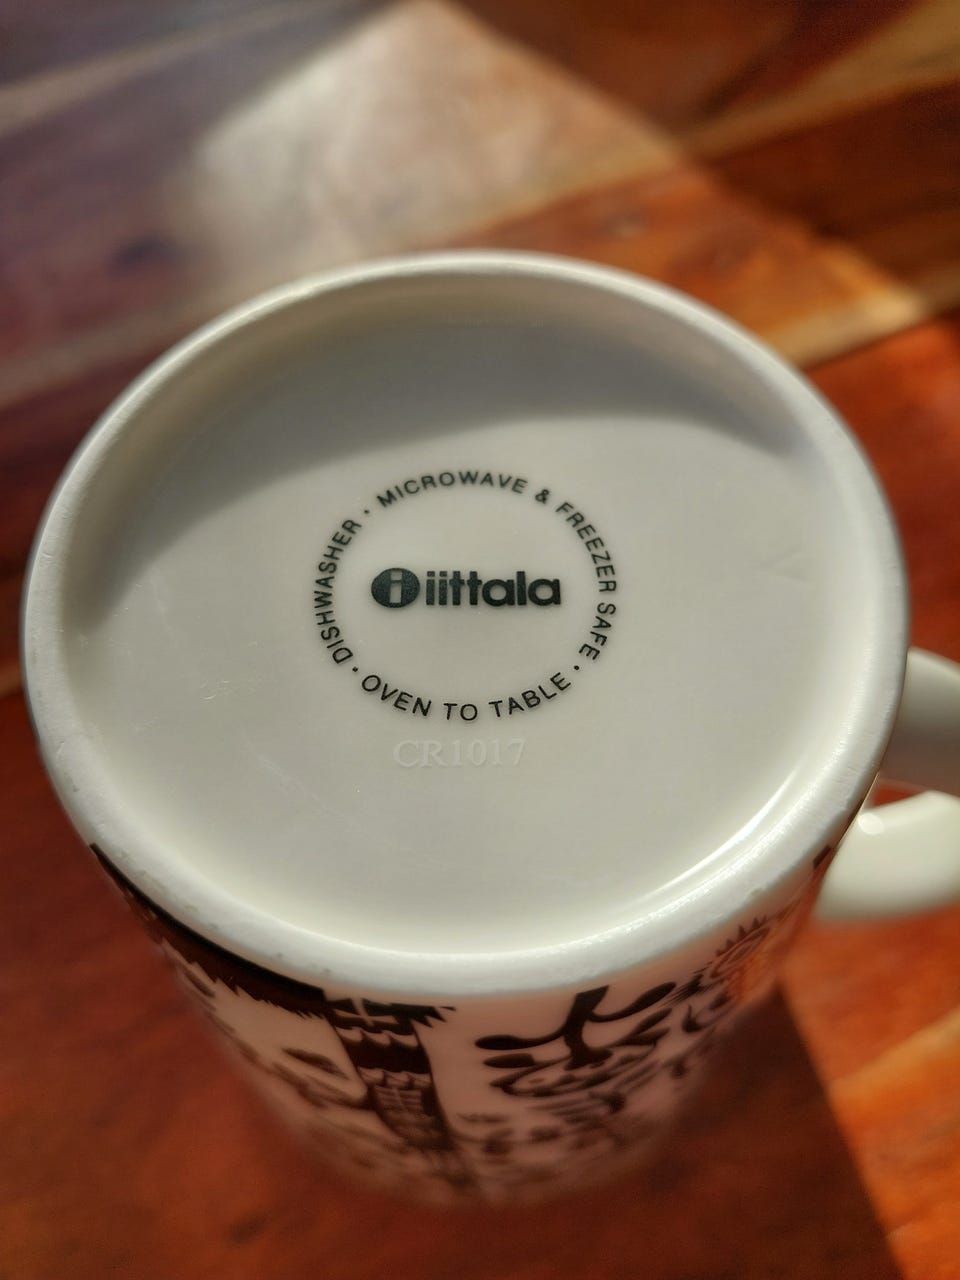 DISHWASHER · MICROWAVE & FREEZER SAFE · OVEN TO TABLE ·
i iittala
CR1017